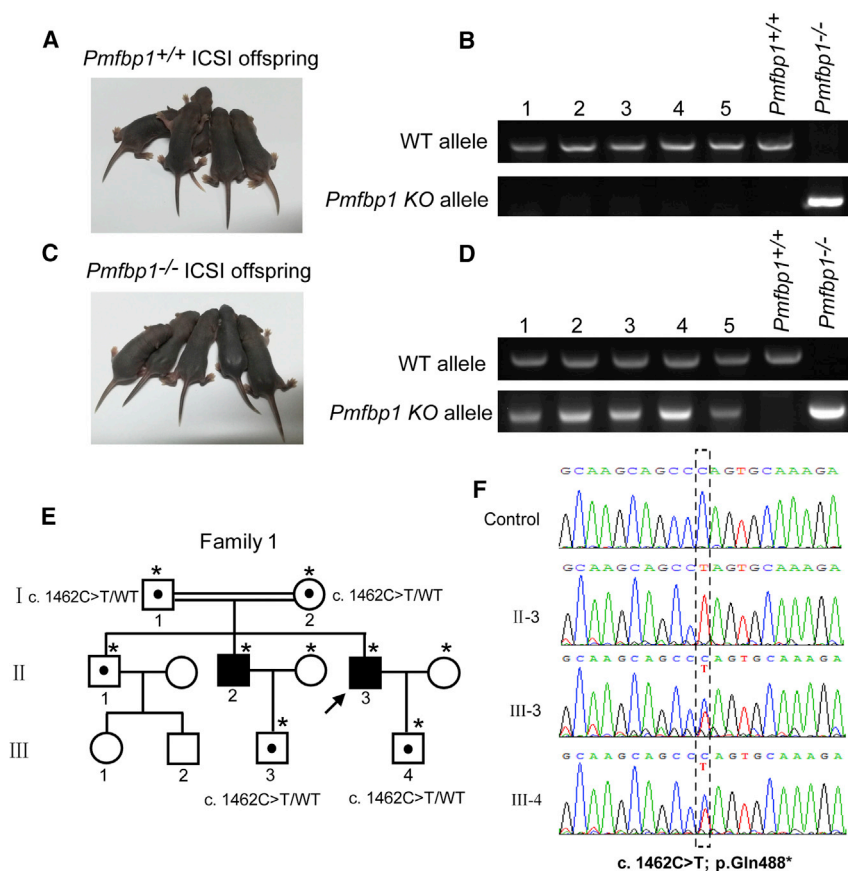 A
Pmfbp1+/+ ICSI offspring
B
Pmfbp1+/+
Pmfbp1-/-
1 2 3 4 5
WT allele
Pmfbp1 KO allele
C
Pmfbp1-/- ICSI offspring
D
Pmfbp1+/+
Pmfbp1-/-
1 2 3 4 5
WT allele
Pmfbp1 KO allele
E
Family 1
I c. 1462C>T/WT * * c. 1462C>T/WT
1 2
II * * * * *
1 2 3
III * *
1 2 3 4
c. 1462C>T/WT c. 1462C>T/WT
F
GCAAGCAGCCCAGTGCAAAGA
Control
GCAAGCAGCCTAGTGCAAAGA
II-3
GCAAGCAGCCCAGTGCAAAGA
T
III-3
GCAAGCAGCCCAGTGCAAAGA
T
III-4
c. 1462C>T; p.Gln488*